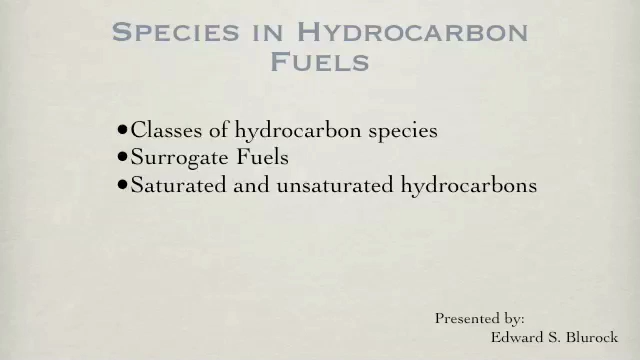 Species in Hydrocarbon
Fuels
•Classes of hydrocarbon species
•Surrogate Fuels
•Saturated and unsaturated hydrocarbons
Presented by:
Edward S. Blurock